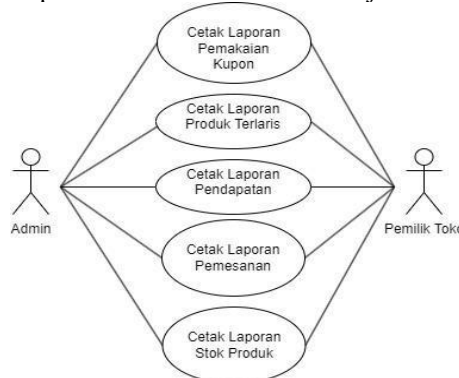 Cetak Laporan
Pemakaian
Kupon
Cetak Laporan
Produk Terlaris
Cetak Laporan
Pendapatan
Admin
Pemilik Toko
Cetak Laporan
Pemesanan
Cetak Laporan
Stok Produk